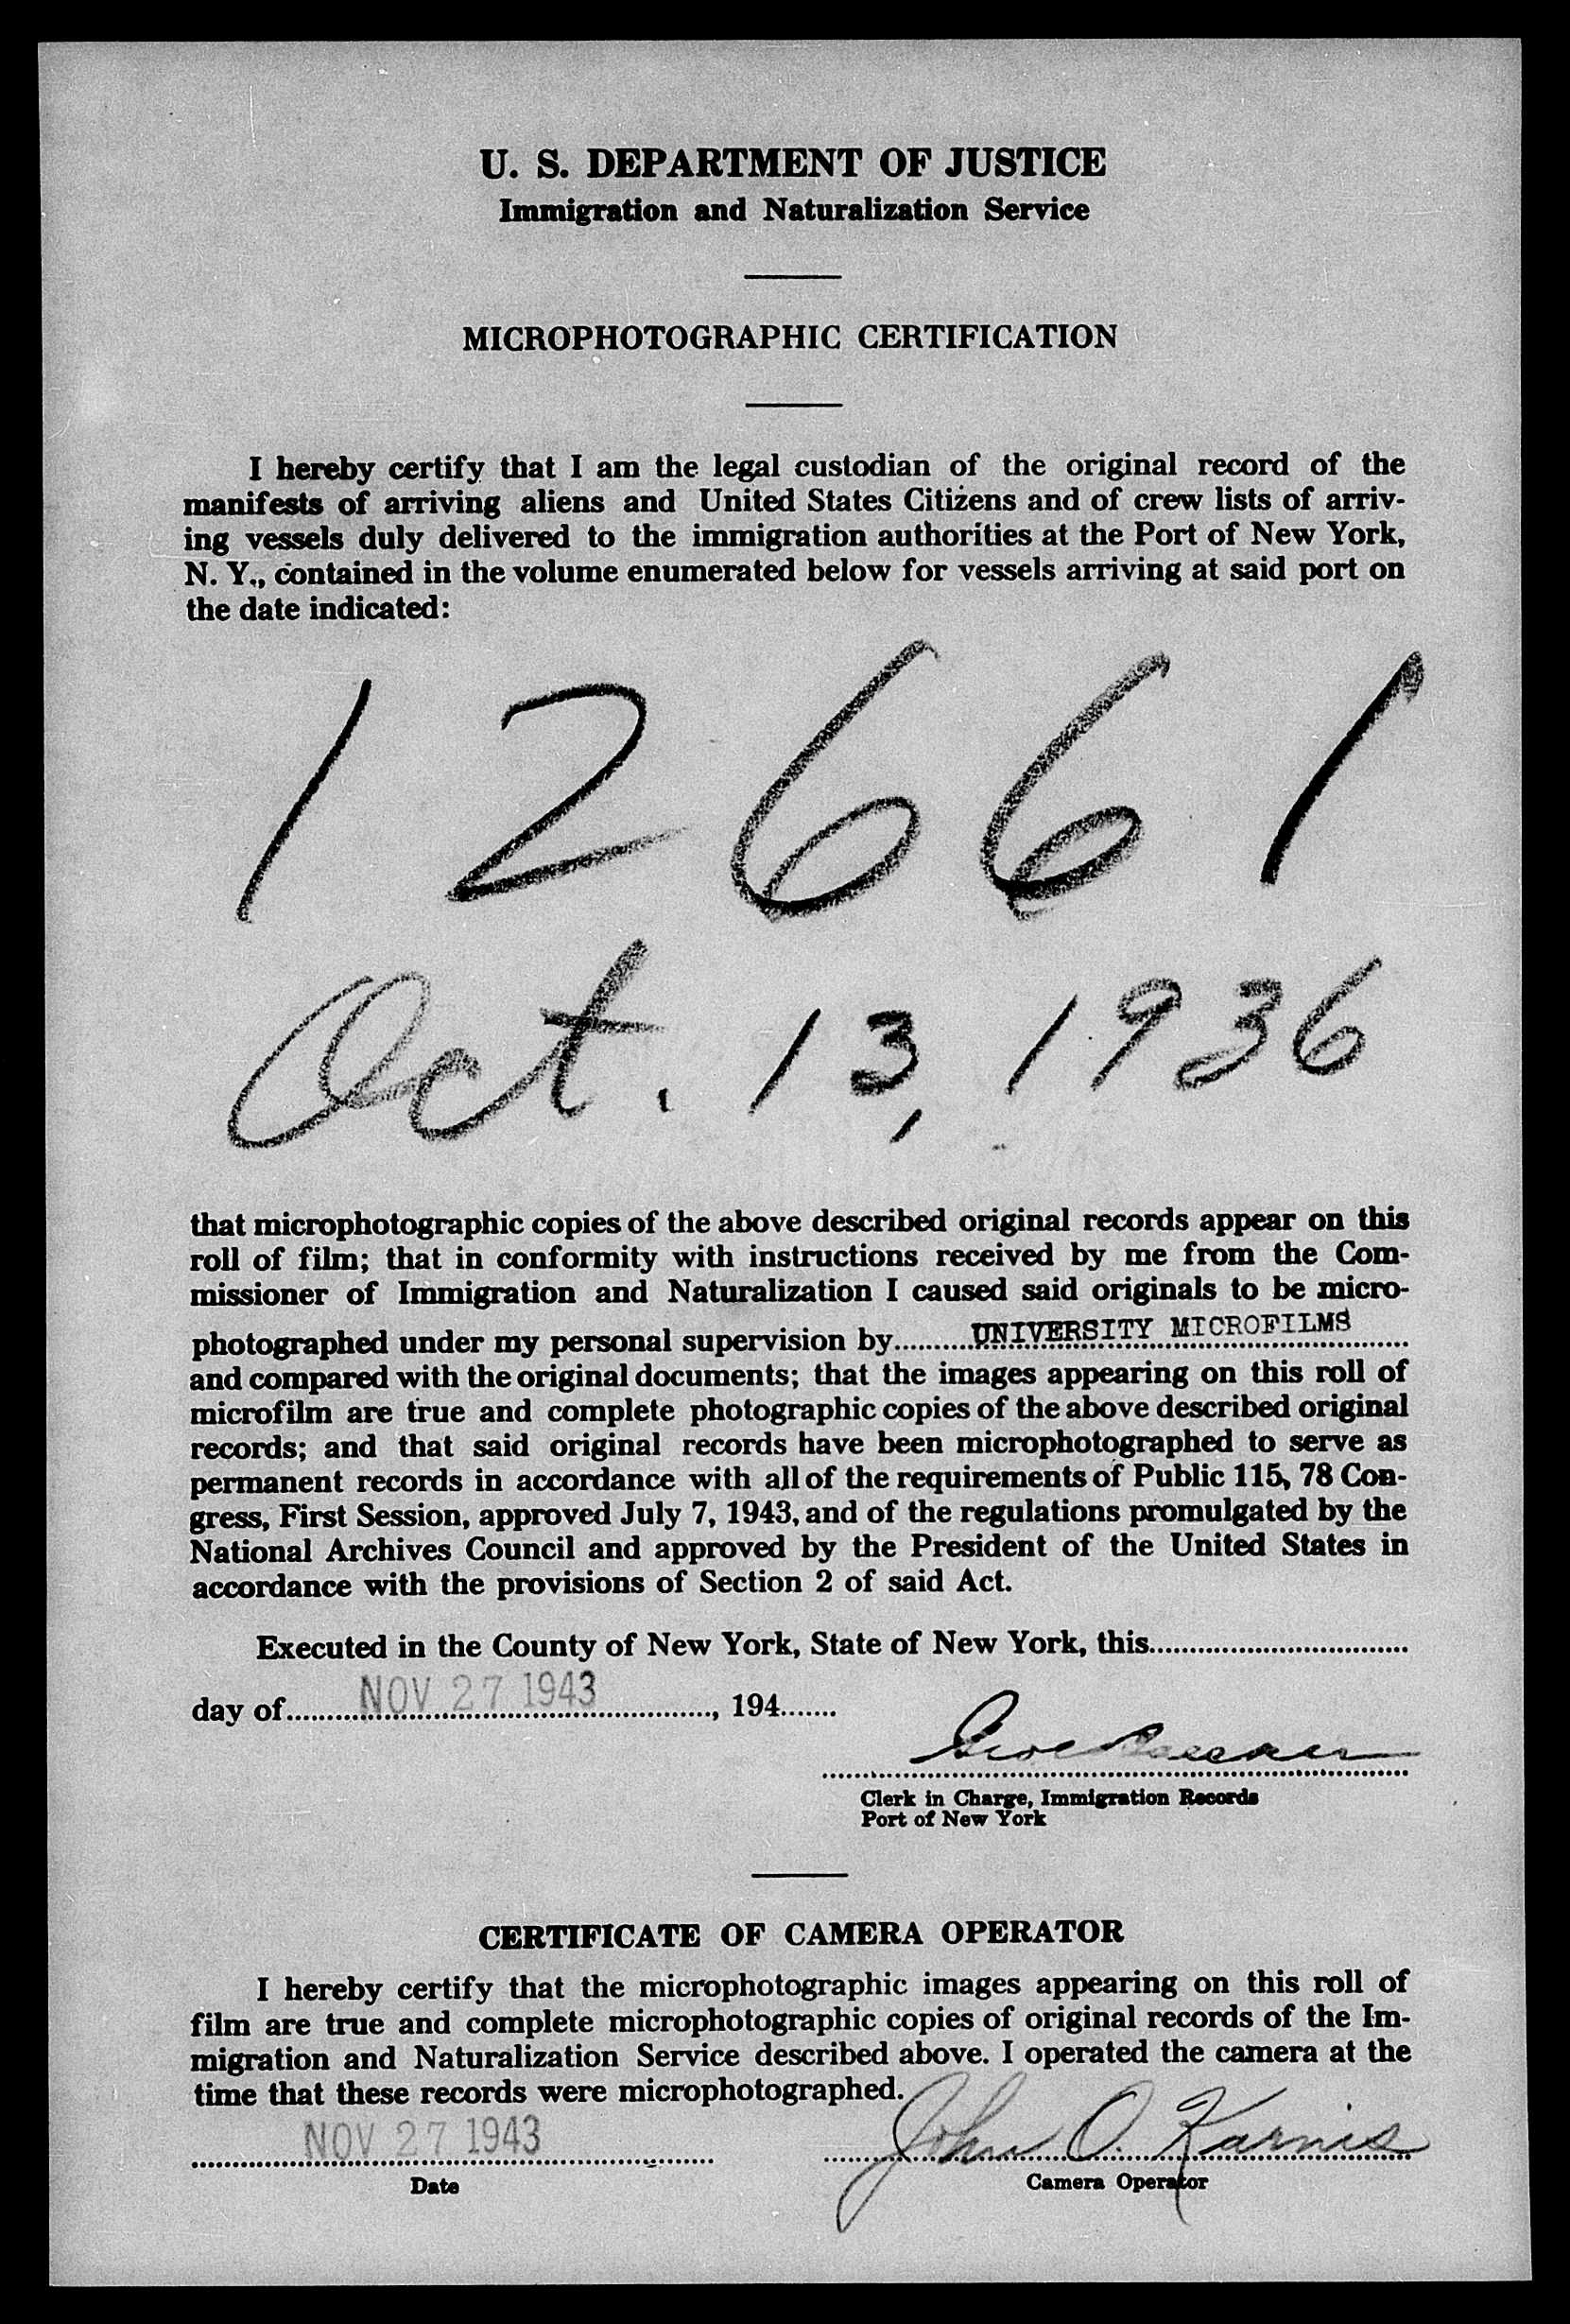 U. S. DEPARTMENT OF JUSTICE
Immigration and Naturalization Service
MICROPHOTOGRAPHIC CERTIFICATION
I hereby certify that I am the legal custodian of the original record of the
manifests of arriving aliens and United States Citizens and of crew lists of arriv-
ing vessels duly delivered to the immigration authorities at the Port of New York,
N. Y., contained in the volume enumerated below for vessels arriving at said port on
the date indicated:
12661
Oct. 13, 1936
that microphotographic copies of the above described original records appear on this
roll of film; that in conformity with instructions received by me from the Com-
missioner of Immigration and Naturalization I caused said originals to be micro-
photographed under my personal supervision by UNIVERSITY MICROFILMS
and compared with the original documents; that the images appearing on this roll of
microfilm are true and complete photographic copies of the above described original
records; and that said original records have been microphotographed to serve as
permanent records in accordance with all of the requirements of Public 115, 78 Con-
gress, First Session, approved July 7, 1943, and of the regulations promulgated by the
National Archives Council and approved by the President of the United States in
accordance with the provisions of Section 2 of said Act.
Executed in the County of New York, State of New York, this
day of NOV 27 1943, 194
Clerk in Charge, Immigration Records
Port of New York
CERTIFICATE OF CAMERA OPERATOR
I hereby certify that the microphotographic images appearing on this roll of
film are true and complete microphotographic copies of original records of the Im-
migration and Naturalization Service described above. I operated the camera at the
time that these records were microphotographed.
NOV 27 1943 John O. Karnis
Date Camera Operator